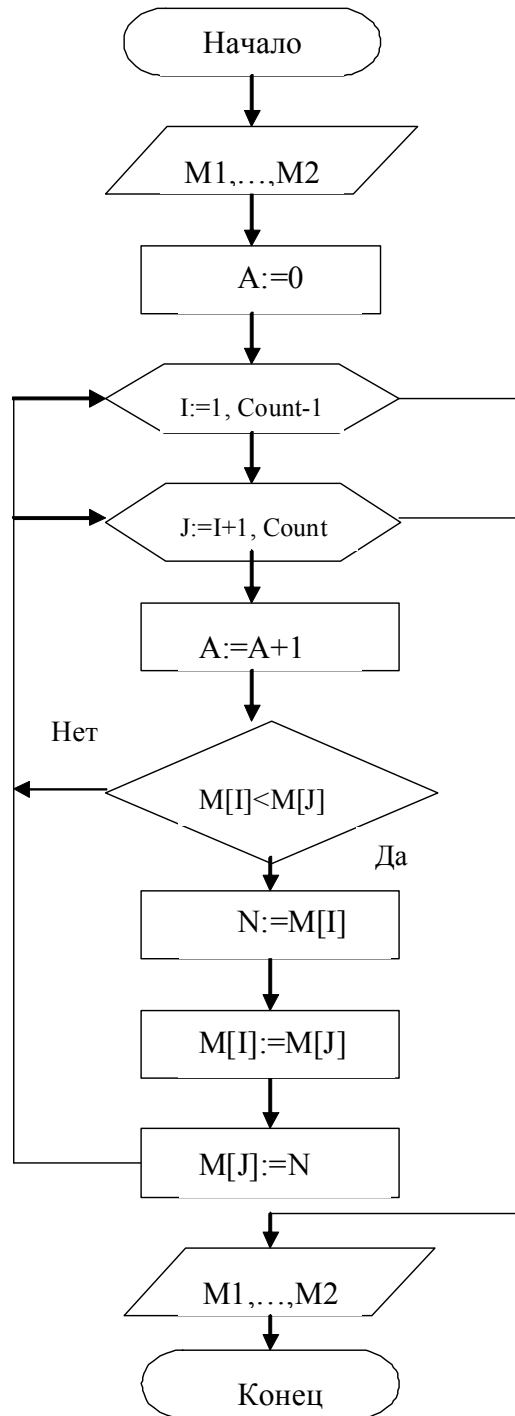 Начало
M1,…,M2
A:=0
I:=1, Count-1
J:=I+1, Count
A:=A+1
Нет
M[I]<M[J]
Да
N:=M[I]
M[I]:=M[J]
M[J]:=N
M1,…,M2
Конец